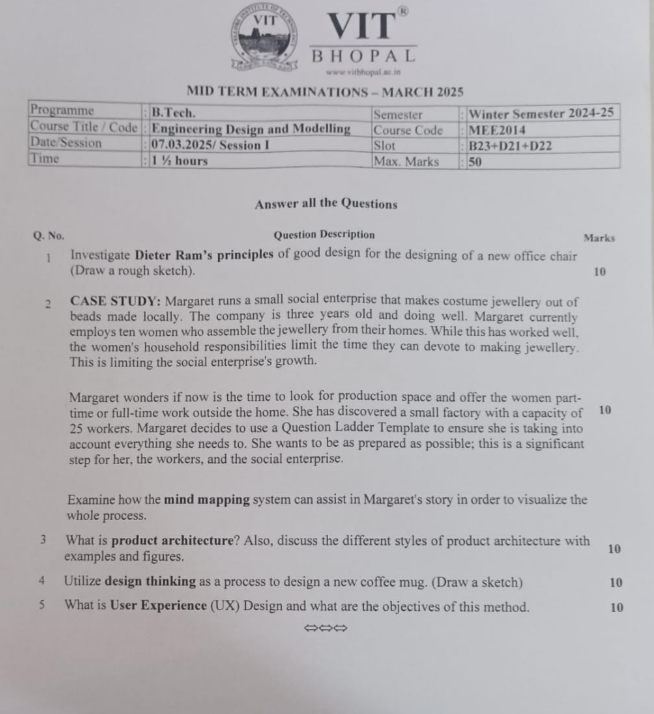 VIT
VIT®
BHOPAL
www.vitbhopal.ac.in
MID TERM EXAMINATIONS – MARCH 2025
Programme : B.Tech. Semester : Winter Semester 2024-25
Course Title / Code : Engineering Design and Modelling Course Code : MEE2014
Date/Session : 07.03.2025/ Session I Slot : B23+D21+D22
Time : 1 ½ hours Max. Marks : 50
Answer all the Questions
Q. No. Question Description Marks
1 Investigate Dieter Ram's principles of good design for the designing of a new office chair
(Draw a rough sketch). 10
2 CASE STUDY: Margaret runs a small social enterprise that makes costume jewellery out of
beads made locally. The company is three years old and doing well. Margaret currently
employs ten women who assemble the jewellery from their homes. While this has worked well,
the women's household responsibilities limit the time they can devote to making jewellery.
This is limiting the social enterprise's growth.
Margaret wonders if now is the time to look for production space and offer the women part-
time or full-time work outside the home. She has discovered a small factory with a capacity of 10
25 workers. Margaret decides to use a Question Ladder Template to ensure she is taking into
account everything she needs to. She wants to be as prepared as possible; this is a significant
step for her, the workers, and the social enterprise.
Examine how the mind mapping system can assist in Margaret's story in order to visualize the
whole process.
3 What is product architecture? Also, discuss the different styles of product architecture with
examples and figures. 10
4 Utilize design thinking as a process to design a new coffee mug. (Draw a sketch) 10
5 What is User Experience (UX) Design and what are the objectives of this method. 10
⇔⇔⇔